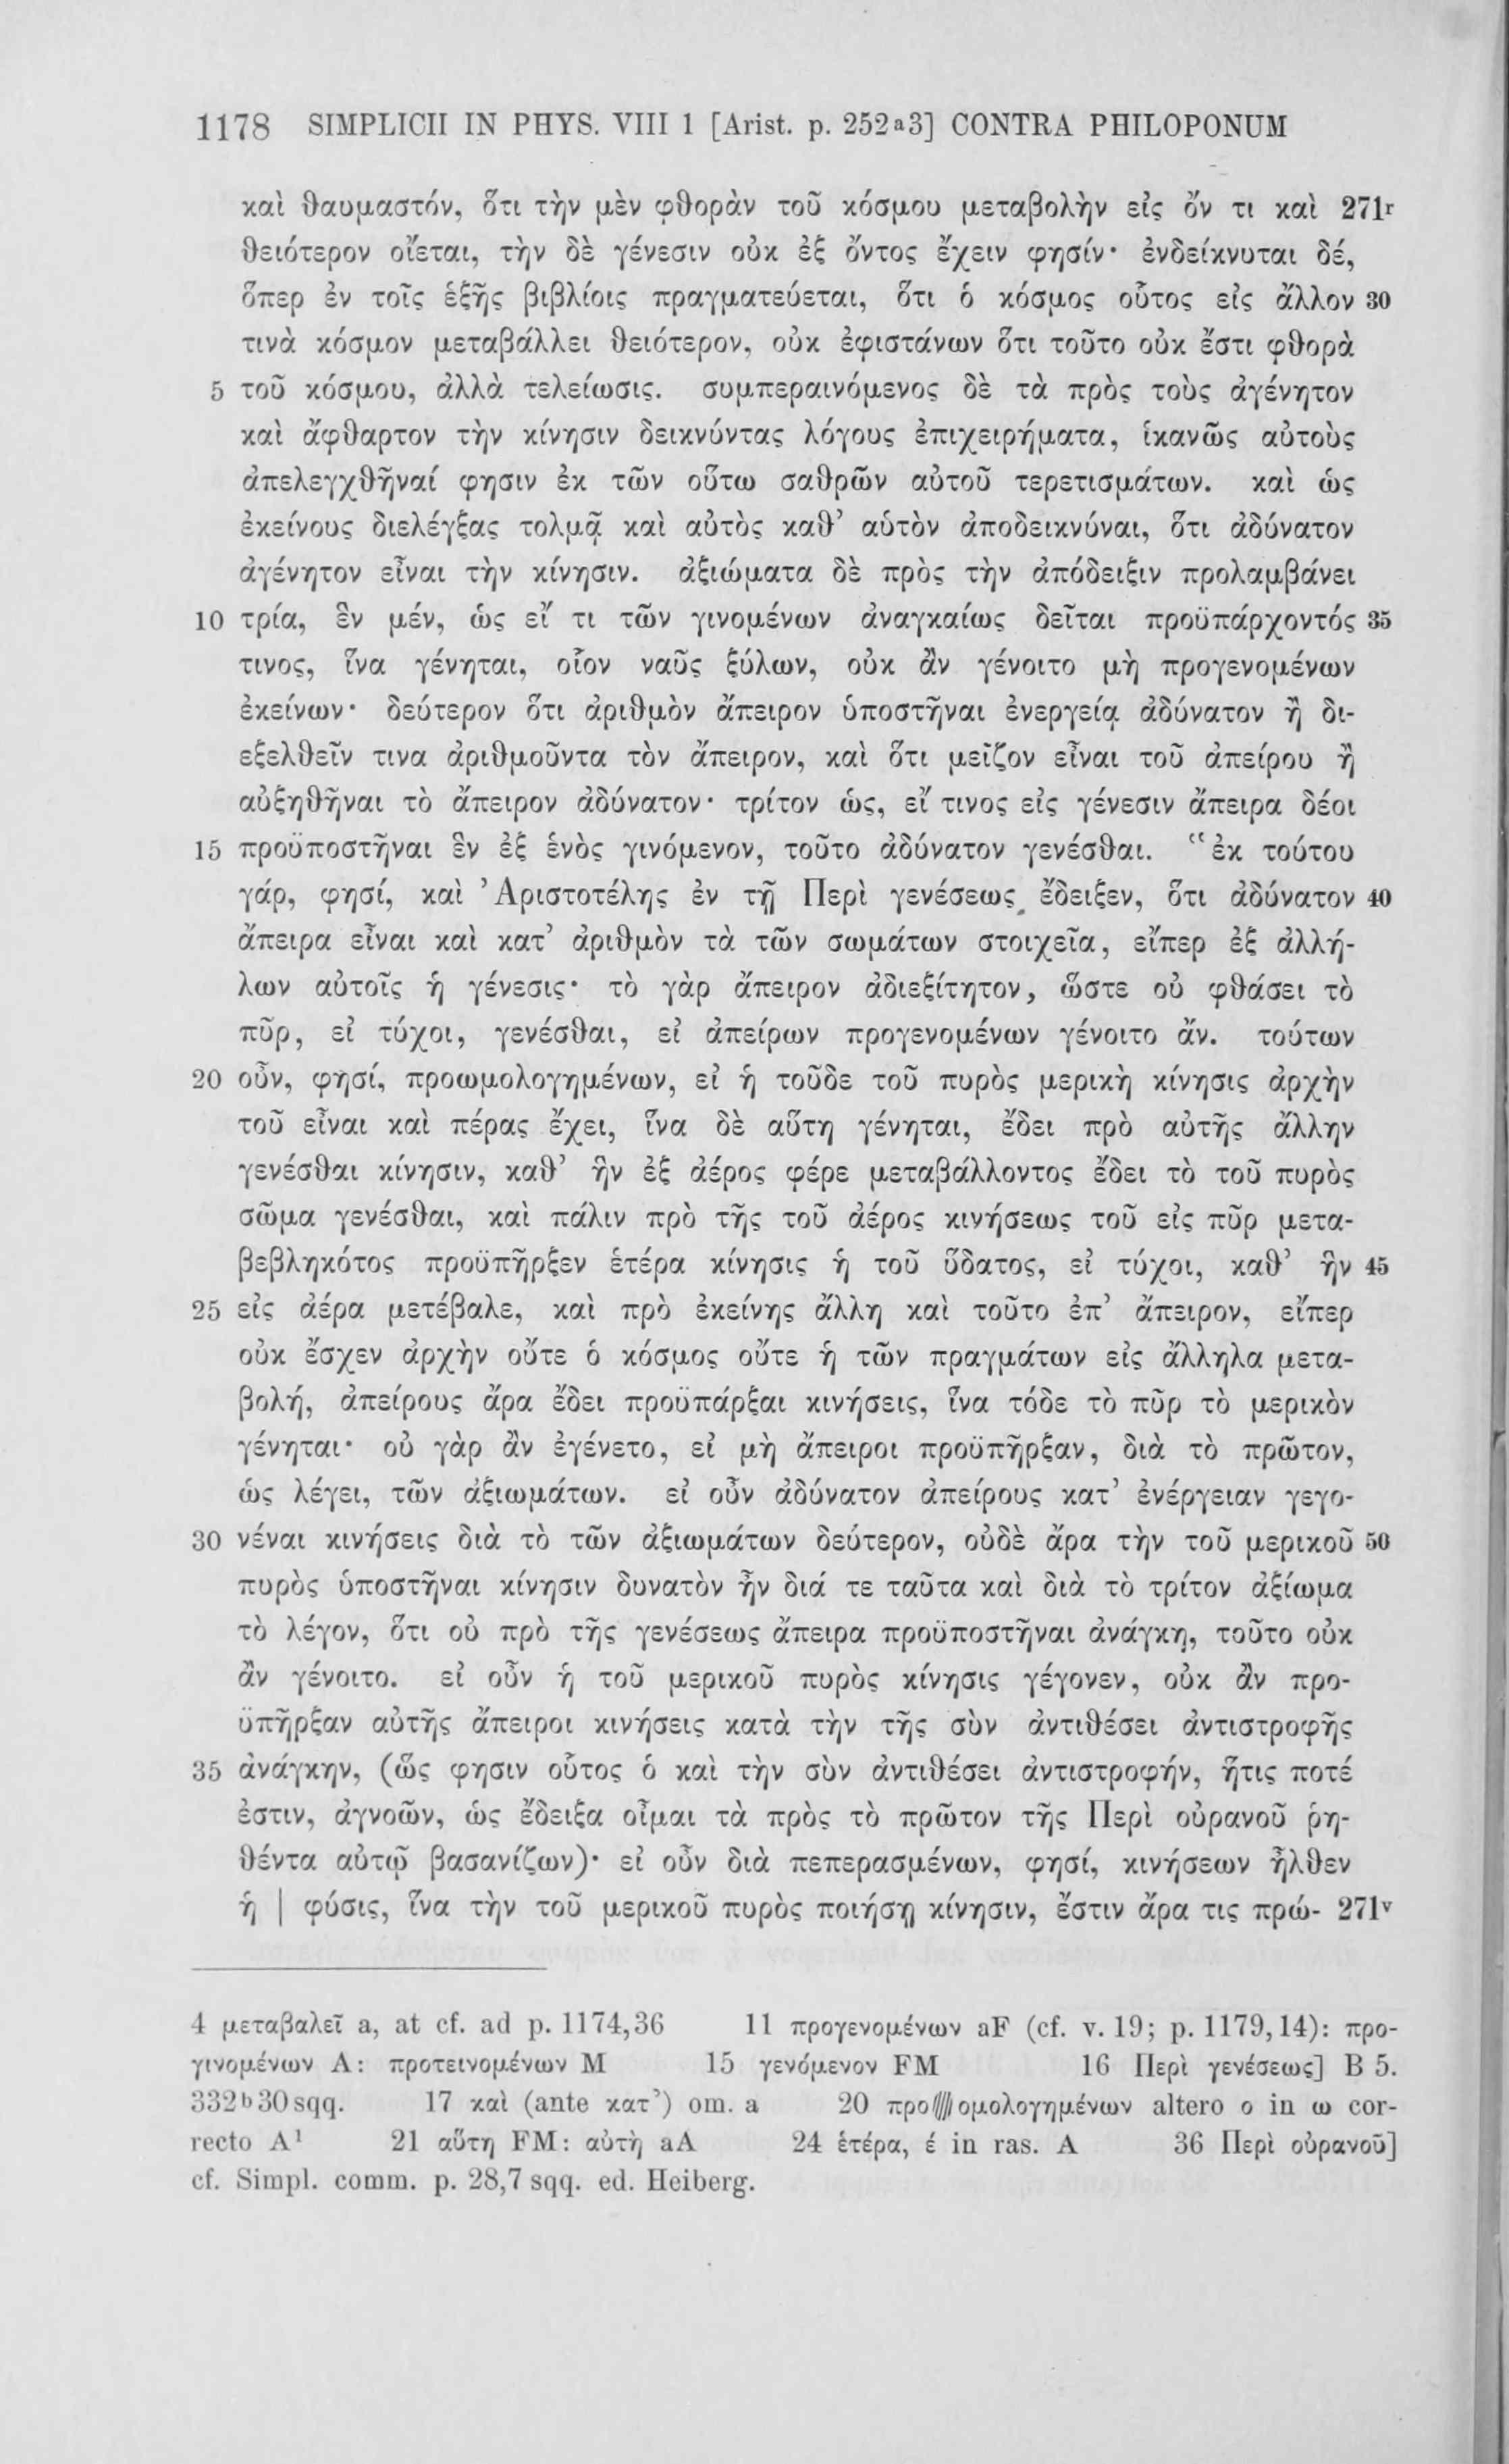 1178 SIMPLICII IN PHYS. VIII 1 [Arist. p. 252a3] CONTRA PHILOPONUM
καὶ θαυμαστόν, ὅτι τὴν μὲν φθορὰν τοῦ κόσμου μεταβολὴν εἰς ὄν τι καὶ 271r
θειότερον οἴεται, τὴν δὲ γένεσιν οὐκ ἐξ ὄντος ἔχειν φησίν· ἐνδείκνυται δέ,
ὅπερ ἐν τοῖς ἑξῆς βιβλίοις πραγματεύεται, ὅτι ὁ κόσμος οὗτος εἰς ἄλλον 30
τινὰ κόσμον μεταβάλλει θειότερον, οὐκ ἐφιστάνων ὅτι τοῦτο οὐκ ἔστι φθορὰ
5 τοῦ κόσμου, ἀλλὰ τελείωσις. συμπεραινόμενος δὲ τὰ πρὸς τοὺς ἀγένητον
καὶ ἄφθαρτον τὴν κίνησιν δεικνύντας λόγους ἐπιχειρήματα, ἱκανῶς αὐτοὺς
ἀπελεγχθῆναί φησιν ἐκ τῶν οὕτω σαθρῶν αὐτοῦ τερετισμάτων. καὶ ὡς
ἐκείνους διελέγξας τολμᾷ καὶ αὐτὸς καθ’ αὑτὸν ἀποδεικνύναι, ὅτι ἀδύνατον
ἀγένητον εἶναι τὴν κίνησιν. ἀξιώματα δὲ πρὸς τὴν ἀπόδειξιν προλαμβάνει
10 τρία, ἓν μέν, ὡς εἴ τι τῶν γινομένων ἀναγκαίως δεῖται προϋπάρχοντός 35
τινος, ἵνα γένηται, οἷον ναῦς ξύλων, οὐκ ἂν γένοιτο μὴ προγενομένων
ἐκείνων· δεύτερον ὅτι ἀριθμὸν ἄπειρον ὑποστῆναι ἐνεργείᾳ ἀδύνατον ἢ δι-
εξελθεῖν τινα ἀριθμοῦντα τὸν ἄπειρον, καὶ ὅτι μεῖζον εἶναι τοῦ ἀπείρου ἢ
αὐξηθῆναι τὸ ἄπειρον ἀδύνατον· τρίτον ὡς, εἴ τινος εἰς γένεσιν ἄπειρα δέοι
15 προϋποστῆναι ἓν ἐξ ἑνὸς γινόμενον, τοῦτο ἀδύνατον γενέσθαι. “ἐκ τούτου
γάρ, φησί, καὶ Ἀριστοτέλης ἐν τῇ Περὶ γενέσεως ἔδειξεν, ὅτι ἀδύνατον 40
ἄπειρα εἶναι καὶ κατ’ ἀριθμὸν τὰ τῶν σωμάτων στοιχεῖα, εἴπερ ἐξ ἀλλή-
λων αὐτοῖς ἡ γένεσις· τὸ γὰρ ἄπειρον ἀδιεξίτητον, ὥστε οὐ φθάσει τὸ
πῦρ, εἰ τύχοι, γενέσθαι, εἰ ἀπείρων προγενομένων γένοιτο ἄν. τούτων
20 οὖν, φησί, προωμολογημένων, εἰ ἡ τοῦδε τοῦ πυρὸς μερικὴ κίνησις ἀρχὴν
τοῦ εἶναι καὶ πέρας ἔχει, ἵνα δὲ αὕτη γένηται, ἔδει πρὸ αὐτῆς ἄλλην
γενέσθαι κίνησιν, καθ’ ἣν ἐξ ἀέρος φέρε μεταβάλλοντος ἔδει τὸ τοῦ πυρὸς
σῶμα γενέσθαι, καὶ πάλιν πρὸ τῆς τοῦ ἀέρος κινήσεως τοῦ εἰς πῦρ μετα-
βεβληκότος προϋπῆρξεν ἑτέρα κίνησις ἡ τοῦ ὕδατος, εἰ τύχοι, καθ’ ἣν 45
25 εἰς ἀέρα μετέβαλε, καὶ πρὸ ἐκείνης ἄλλη καὶ τοῦτο ἐπ’ ἄπειρον, εἴπερ
οὐκ ἔσχεν ἀρχὴν οὔτε ὁ κόσμος οὔτε ἡ τῶν πραγμάτων εἰς ἄλληλα μετα-
βολή, ἀπείρους ἄρα ἔδει προϋπάρξαι κινήσεις, ἵνα τόδε τὸ πῦρ τὸ μερικὸν
γένηται· οὐ γὰρ ἂν ἐγένετο, εἰ μὴ ἄπειροι προϋπῆρξαν, διὰ τὸ πρῶτον,
ὡς λέγει, τῶν ἀξιωμάτων. εἰ οὖν ἀδύνατον ἀπείρους κατ’ ἐνέργειαν γεγο-
30 νέναι κινήσεις διὰ τὸ τῶν ἀξιωμάτων δεύτερον, οὐδὲ ἄρα τὴν τοῦ μερικοῦ 50
πυρὸς ὑποστῆναι κίνησιν δυνατὸν ἦν διά τε ταῦτα καὶ διὰ τὸ τρίτον ἀξίωμα
τὸ λέγον, ὅτι οὐ πρὸ τῆς γενέσεως ἄπειρα προϋποστῆναι ἀνάγκη, τοῦτο οὐκ
ἂν γένοιτο. εἰ οὖν ἡ τοῦ μερικοῦ πυρὸς κίνησις γέγονεν, οὐκ ἂν προ-
ϋπῆρξαν αὐτῆς ἄπειροι κινήσεις κατὰ τὴν τῆς σὺν ἀντιθέσει ἀντιστροφῆς
35 ἀνάγκην, (ὥς φησιν οὗτος ὁ καὶ τὴν σὺν ἀντιθέσει ἀντιστροφήν, ἥτις ποτέ
ἐστιν, ἀγνοῶν, ὡς ἔδειξα οἶμαι τὰ πρὸς τὸ πρῶτον τῆς Περὶ οὐρανοῦ ῥη-
θέντα αὐτῷ βασανίζων)· εἰ οὖν διὰ πεπερασμένων, φησί, κινήσεων ἦλθεν
ἡ | φύσις, ἵνα τὴν τοῦ μερικοῦ πυρὸς ποιήσῃ κίνησιν, ἔστιν ἄρα τις πρώ- 271v
4 μεταβαλεῖ a, at cf. ad p. 1174,36 11 προγενομένων aF (cf. v. 19; p. 1179,14): προ-
γινομένων A: προτεινομένων M 15 γενόμενον FM 16 Περὶ γενέσεως] B 5.
332b30sqq. 17 καὶ (ante κατ’) om. a 20 προ////ομολογημένων altero ο in ω cor-
recto A1 21 αὕτη FM: αὐτὴ aA 24 ἑτέρα, έ in ras. A 36 Περὶ οὐρανοῦ]
cf. Simpl. comm. p. 28,7 sqq. ed. Heiberg.